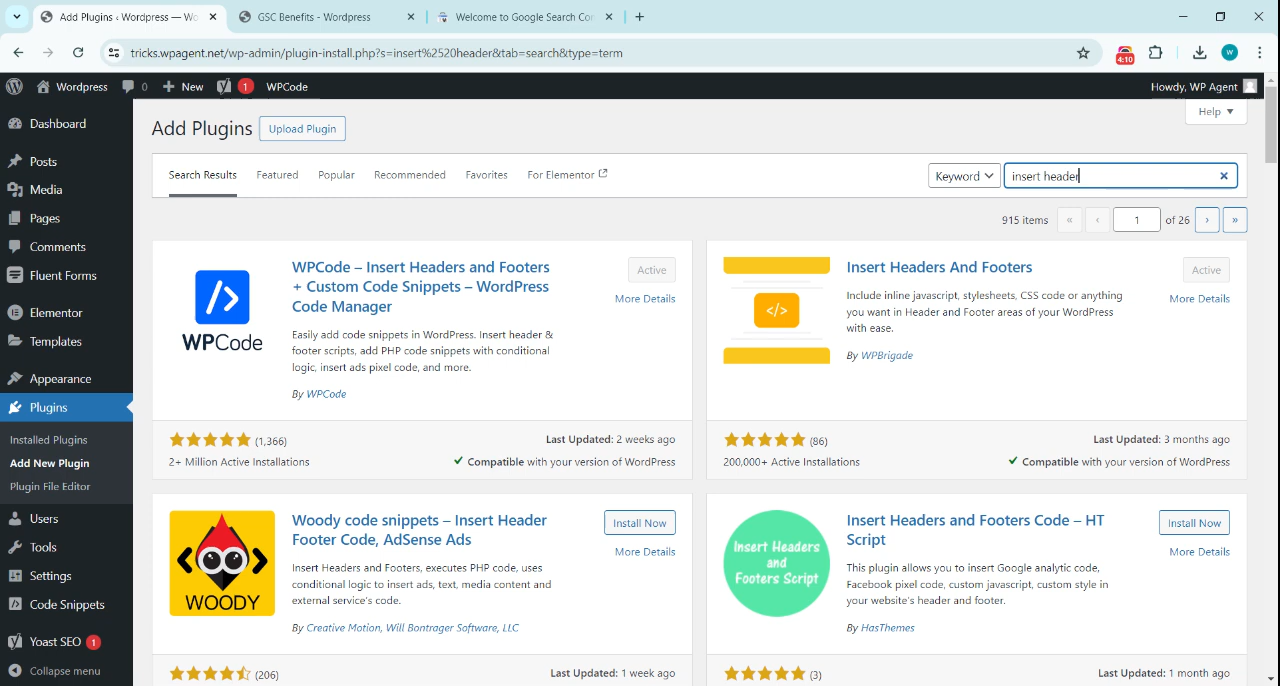 Add Plugins ‹ Wordpress — Wo
GSC Benefits - Wordpress
Welcome to Google Search Con
tricks.wpagent.net/wp-admin/plugin-install.php?s=insert%2520header&tab=search&type=term
4:10
W
Wordpress
0
New
1
WPCode
Howdy, WP Agent
Dashboard
Posts
Media
Pages
Comments
Fluent Forms
Elementor
Templates
Appearance
Plugins
Installed Plugins
Add New Plugin
Plugin File Editor
Users
Tools
Settings
Code Snippets
Yoast SEO 1
Collapse menu
Help
Add Plugins
Upload Plugin
Search Results
Featured
Popular
Recommended
Favorites
For Elementor
Keyword
insert header
915 items « ‹ 1 of 26 › »
WPCode
WPCode – Insert Headers and Footers
+ Custom Code Snippets – WordPress
Code Manager
Active
More Details
Easily add code snippets in WordPress. Insert header &
footer scripts, add PHP code snippets with conditional
logic, insert ads pixel code, and more.
By WPCode
(1,366)
Last Updated: 2 weeks ago
2+ Million Active Installations
Compatible with your version of WordPress
Insert Headers And Footers
Active
More Details
Include inline javascript, stylesheets, CSS code or anything
you want in Header and Footer areas of your WordPress
with ease.
By WPBrigade
(86)
Last Updated: 3 months ago
200,000+ Active Installations
Compatible with your version of WordPress
WOODY
Woody code snippets – Insert Header
Footer Code, AdSense Ads
Install Now
More Details
Insert Headers and Footers, executes PHP code, uses
conditional logic to insert ads, text, media content and
external service's code.
By Creative Motion, Will Bontrager Software, LLC
(206)
Last Updated: 1 week ago
Insert Headers
and
Footers Script
Insert Headers and Footers Code – HT
Script
Install Now
More Details
This plugin allows you to insert Google analytic code,
Facebook pixel code, custom javascript, custom style in
your website's header and footer.
By HasThemes
(3)
Last Updated: 1 month ago